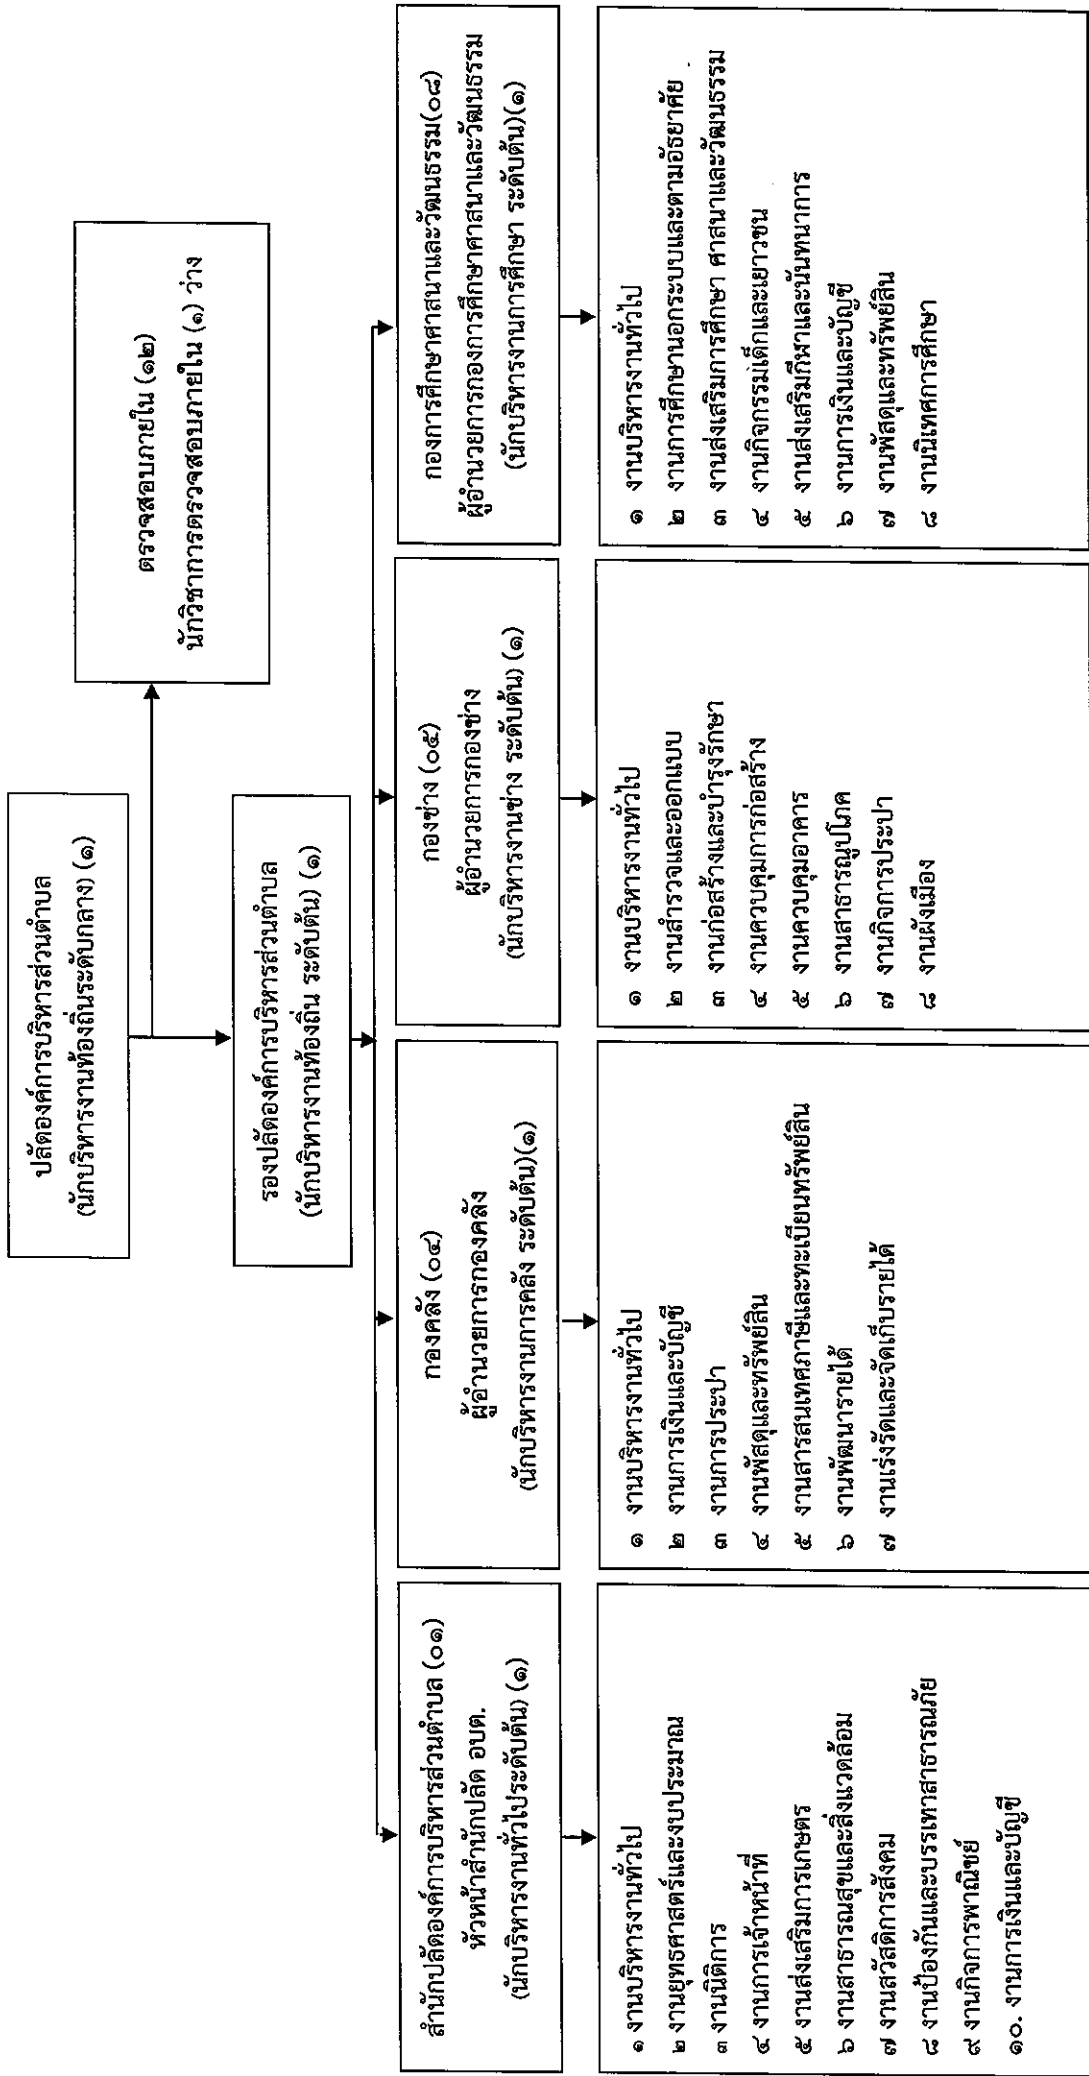 ปลัดองค์การบริหารส่วนตำบล
(นักบริหารงานท้องถิ่นระดับกลาง) (๑)
ตรวจสอบภายใน (๑๒)
นักวิชาการตรวจสอบภายใน (๑) ว่าง
รองปลัดองค์การบริหารส่วนตำบล
(นักบริหารงานท้องถิ่น ระดับต้น) (๑)
สำนักปลัดองค์การบริหารส่วนตำบล (๐๑)
หัวหน้าสำนักปลัด อบต.
(นักบริหารงานทั่วไประดับต้น) (๑)
๑ งานบริหารงานทั่วไป
๒ งานยุทธศาสตร์และงบประมาณ
๓ งานนิติการ
๔ งานการเจ้าหน้าที่
๕ งานส่งเสริมการเกษตร
๖ งานสาธารณสุขและสิ่งแวดล้อม
๗ งานสวัสดิการสังคม
๘ งานป้องกันและบรรเทาสาธารณภัย
๙ งานกิจการพาณิชย์
๑๐. งานการเงินและบัญชี
กองคลัง (๐๔)
ผู้อำนวยการกองคลัง
(นักบริหารงานการคลัง ระดับต้น)(๑)
๑ งานบริหารงานทั่วไป
๒ งานการเงินและบัญชี
๓ งานการประปา
๔ งานพัสดุและทรัพย์สิน
๕ งานสารสนเทศภาษีและทะเบียนทรัพย์สิน
๖ งานพัฒนารายได้
๗ งานเร่งรัดและจัดเก็บรายได้
กองช่าง (๐๕)
ผู้อำนวยการกองช่าง
(นักบริหารงานช่าง ระดับต้น) (๑)
๑ งานบริหารงานทั่วไป
๒ งานสำรวจและออกแบบ
๓ งานก่อสร้างและบำรุงรักษา
๔ งานควบคุมการก่อสร้าง
๕ งานควบคุมอาคาร
๖ งานสาธารณูปโภค
๗ งานกิจการประปา
๘ งานผังเมือง
กองการศึกษาศาสนาและวัฒนธรรม(๐๘)
ผู้อำนวยการกองการศึกษาศาสนาและวัฒนธรรม
(นักบริหารงานการศึกษา ระดับต้น)(๑)
๑ งานบริหารงานทั่วไป
๒ งานการศึกษานอกระบบและตามอัธยาศัย
๓ งานส่งเสริมการศึกษา ศาสนาและวัฒนธรรม
๔ งานกิจกรรมเด็กและเยาวชน
๕ งานส่งเสริมกีฬาและนันทนาการ
๖ งานการเงินและบัญชี
๗ งานพัสดุและทรัพย์สิน
๘ งานนิเทศการศึกษา